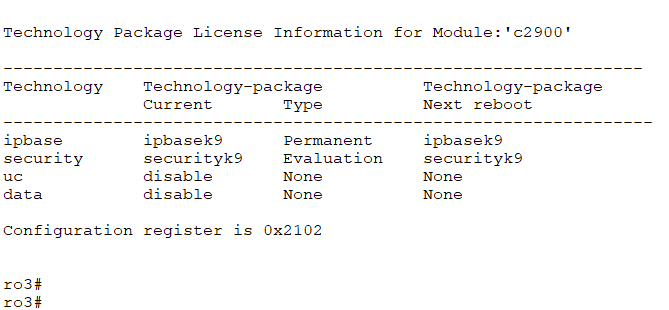 Technology Package License Information for Module:'c2900'
----------------------------------------------------------------
Technology    Technology-package          Technology-package
              Current       Type          Next reboot
-----------------------------------------------------------------
ipbase        ipbasek9      Permanent     ipbasek9
security      securityk9    Evaluation    securityk9
uc            disable       None          None
data          disable       None          None
Configuration register is 0x2102
ro3#
ro3#